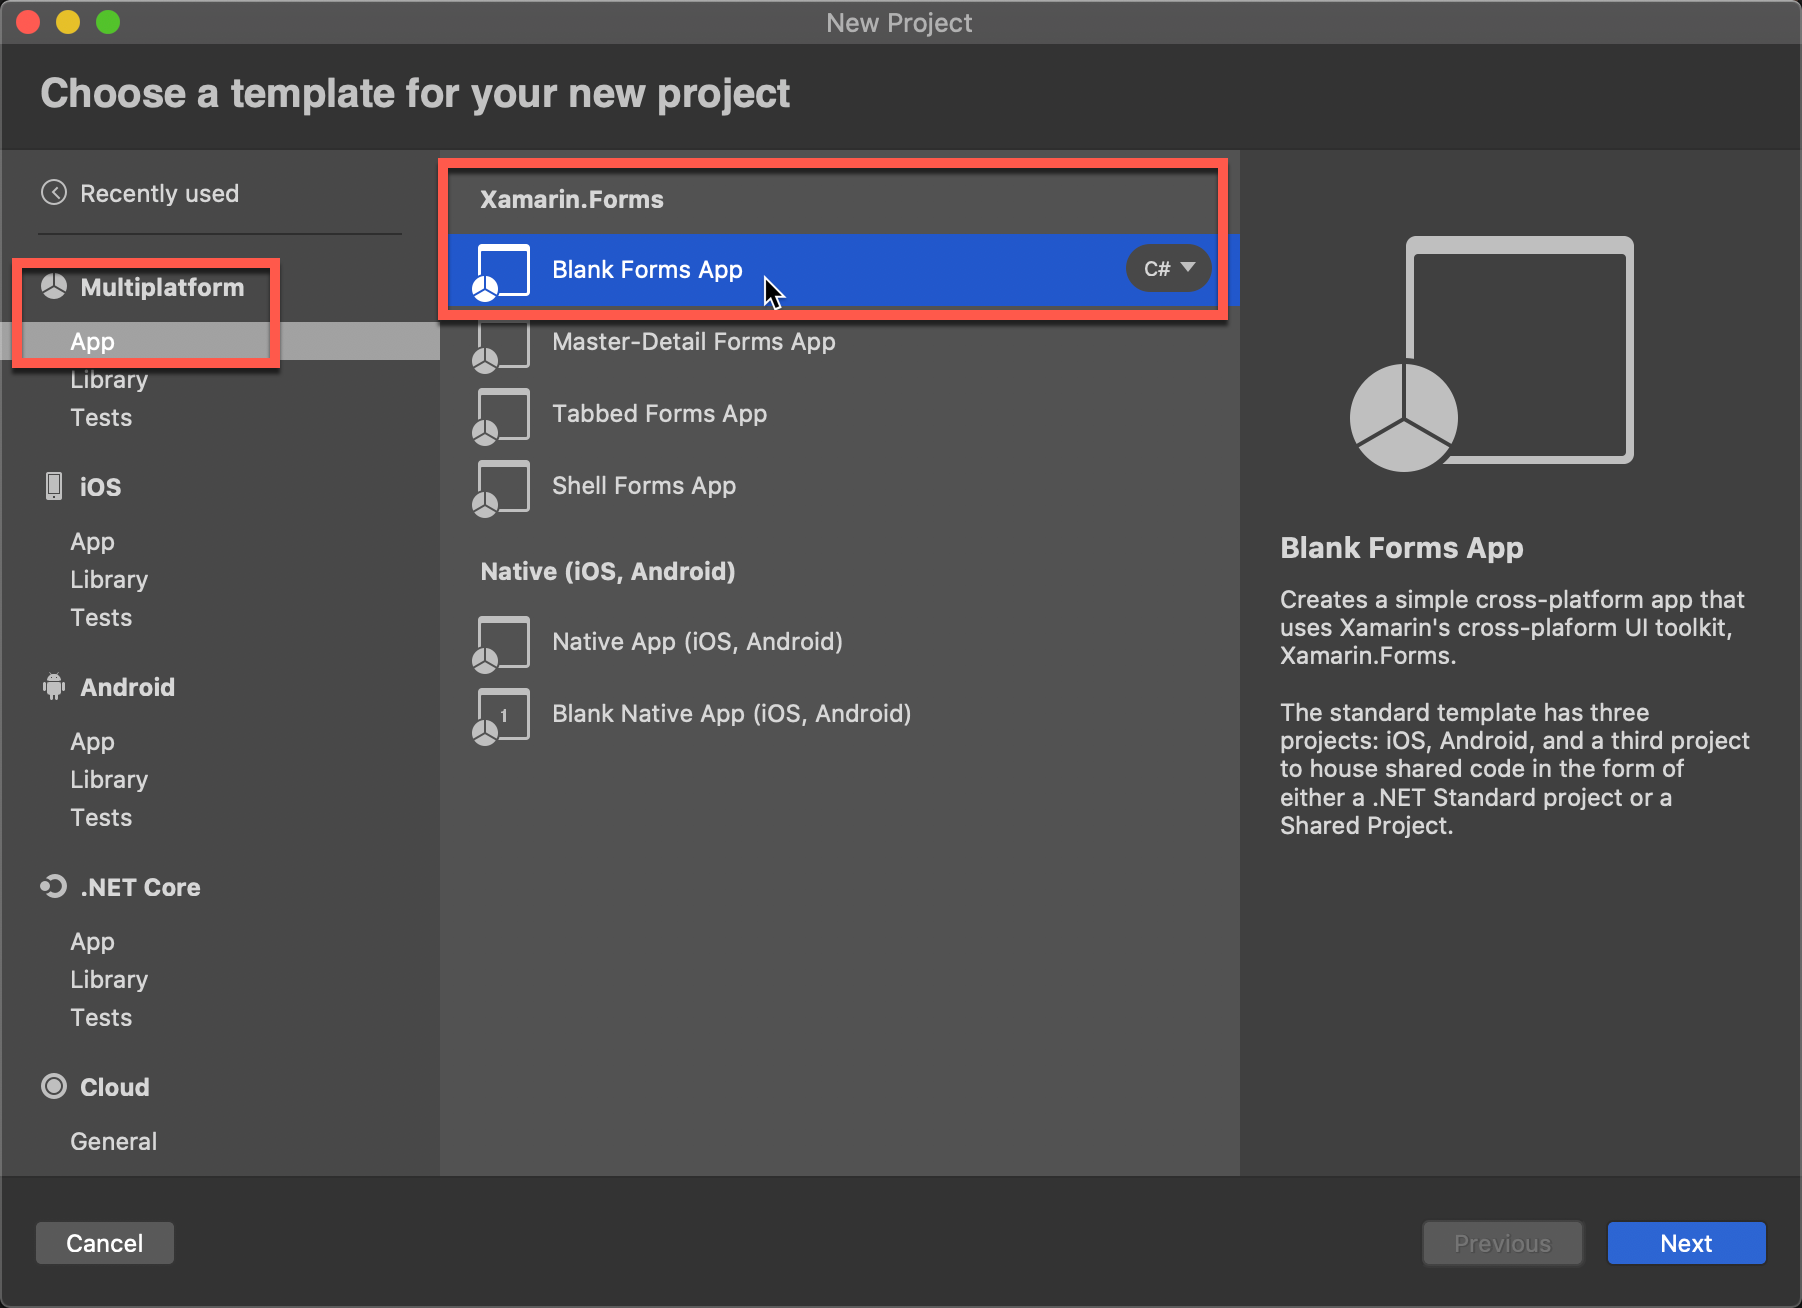 New Project
Choose a template for your new project
Recently used
Multiplatform
App
Library
Tests
iOS
App
Library
Tests
Android
App
Library
Tests
.NET Core
App
Library
Tests
Cloud
General
Xamarin.Forms
Blank Forms App
C#
Master-Detail Forms App
Tabbed Forms App
Shell Forms App
Native (iOS, Android)
Native App (iOS, Android)
1
Blank Native App (iOS, Android)
Blank Forms App
Creates a simple cross-platform app that
uses Xamarin's cross-plaform UI toolkit,
Xamarin.Forms.
The standard template has three
projects: iOS, Android, and a third project
to house shared code in the form of
either a .NET Standard project or a
Shared Project.
Cancel
Previous
Next